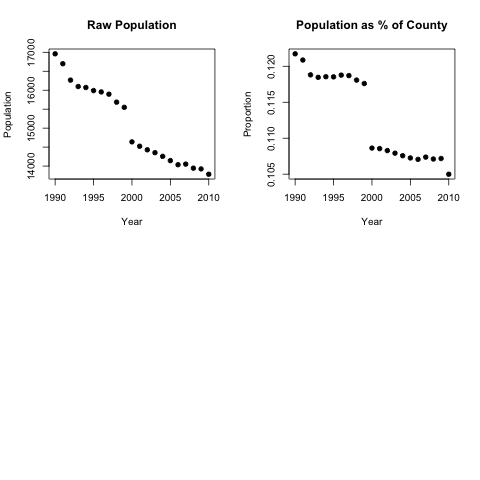 Raw Population
Population
17000
16000
15000
14000
1990 1995 2000 2005 2010
Year
Population as % of County
Proportion
0.120
0.115
0.110
0.105
1990 1995 2000 2005 2010
Year